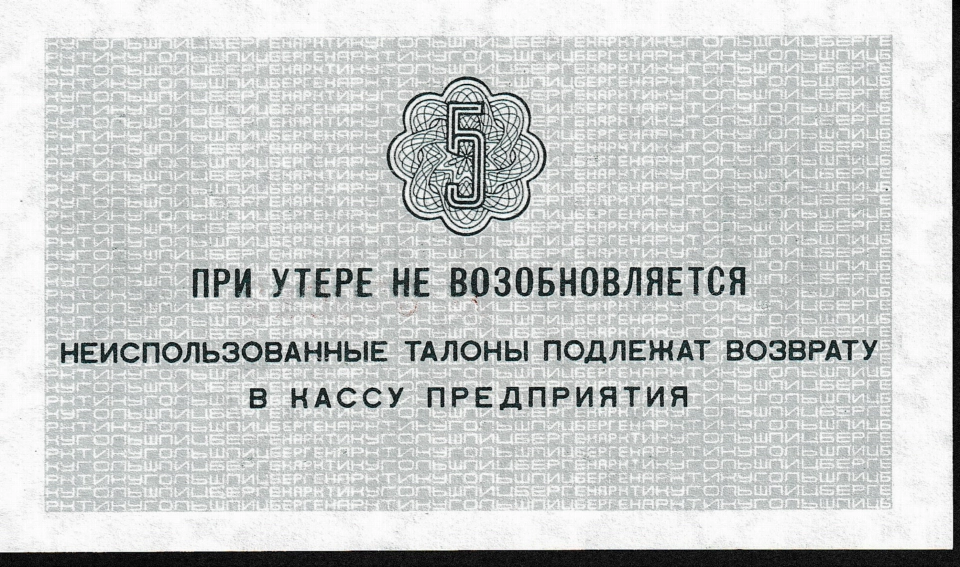 5
ПРИ УТЕРЕ НЕ ВОЗОБНОВЛЯЕТСЯ
НЕИСПОЛЬЗОВАННЫЕ ТАЛОНЫ ПОДЛЕЖАТ ВОЗВРАТУ
В КАССУ ПРЕДПРИЯТИЯ